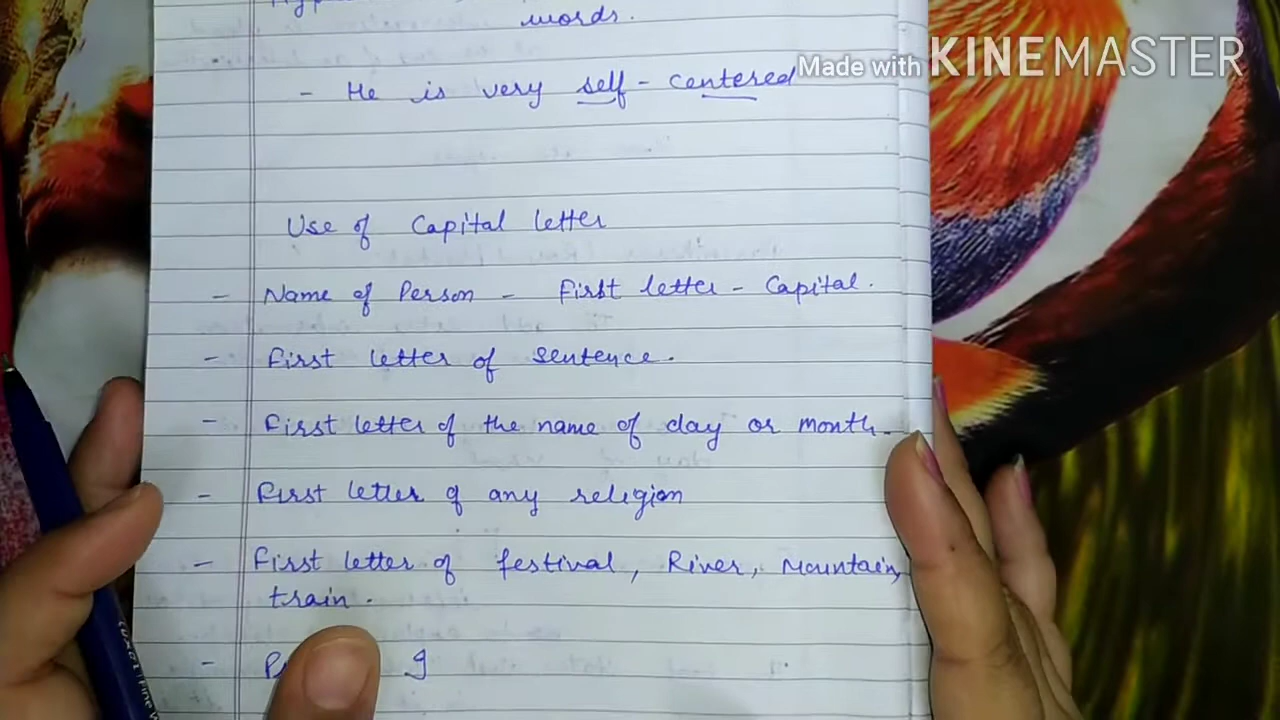 words.
- He is very self - centered
Made with KINEMASTER
Use of Capital letter
- Name of Person - First letter - Capital.
- First letter of sentence.
- First letter of the name of day or month.
- First letter of any religion
- First letter of festival, River, Mountain,
train.
- I